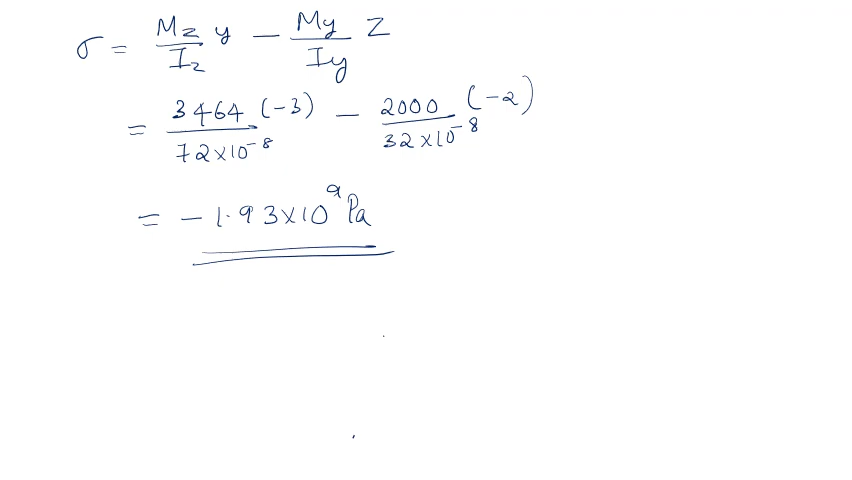 σ = Mz/Iz y − My/Iy Z
= 3464/72×10⁻⁸ (−3) − 2000/32×10⁻⁸ (−2)
= −1.93×10⁹ Pa